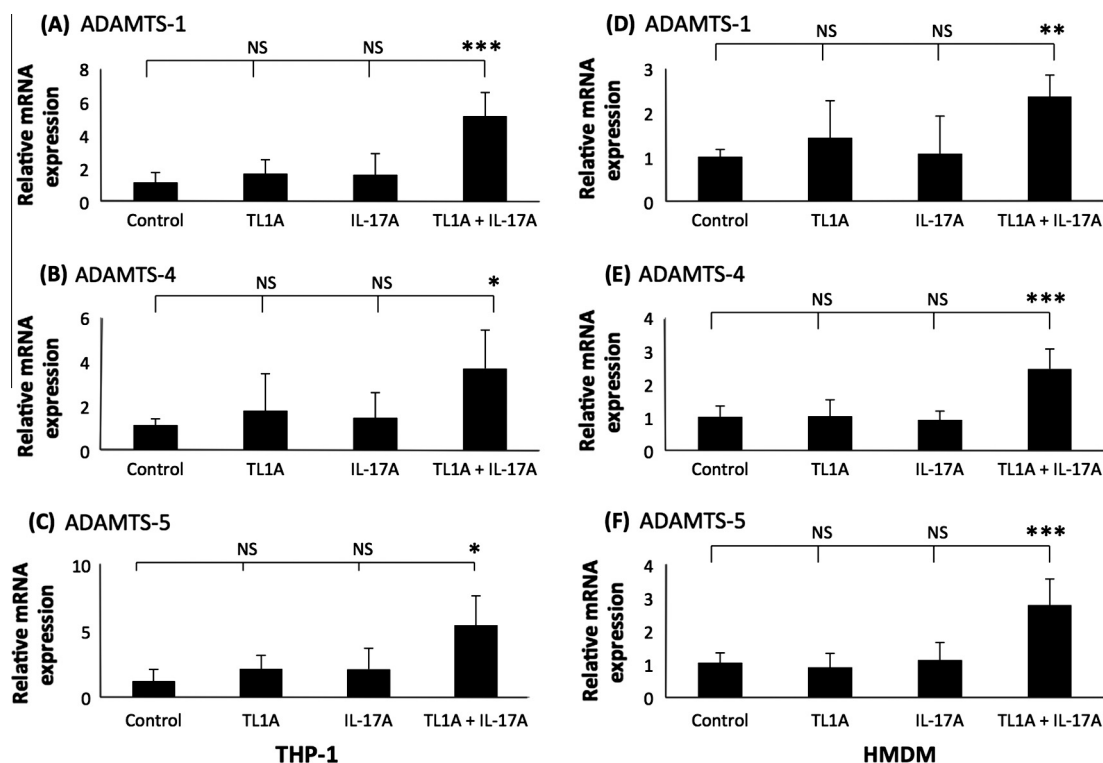 (A) ADAMTS-1
NS NS ***
Relative mRNA
expression
8
6
4
2
0
Control TL1A IL-17A TL1A + IL-17A
(B) ADAMTS-4
NS NS *
Relative mRNA
expression
6
4
2
0
Control TL1A IL-17A TL1A + IL-17A
(C) ADAMTS-5
NS NS *
Relative mRNA
expression
10
5
0
Control TL1A IL-17A TL1A + IL-17A
THP-1
(D) ADAMTS-1
NS NS **
Relative mRNA
expression
3
2
1
0
Control TL1A IL-17A TL1A + IL-17A
(E) ADAMTS-4
NS NS ***
Relative mRNA
expression
4
3
2
1
0
Control TL1A IL-17A TL1A + IL-17A
(F) ADAMTS-5
NS NS ***
Relative mRNA
expression
4
3
2
1
0
Control TL1A IL-17A TL1A + IL-17A
HMDM